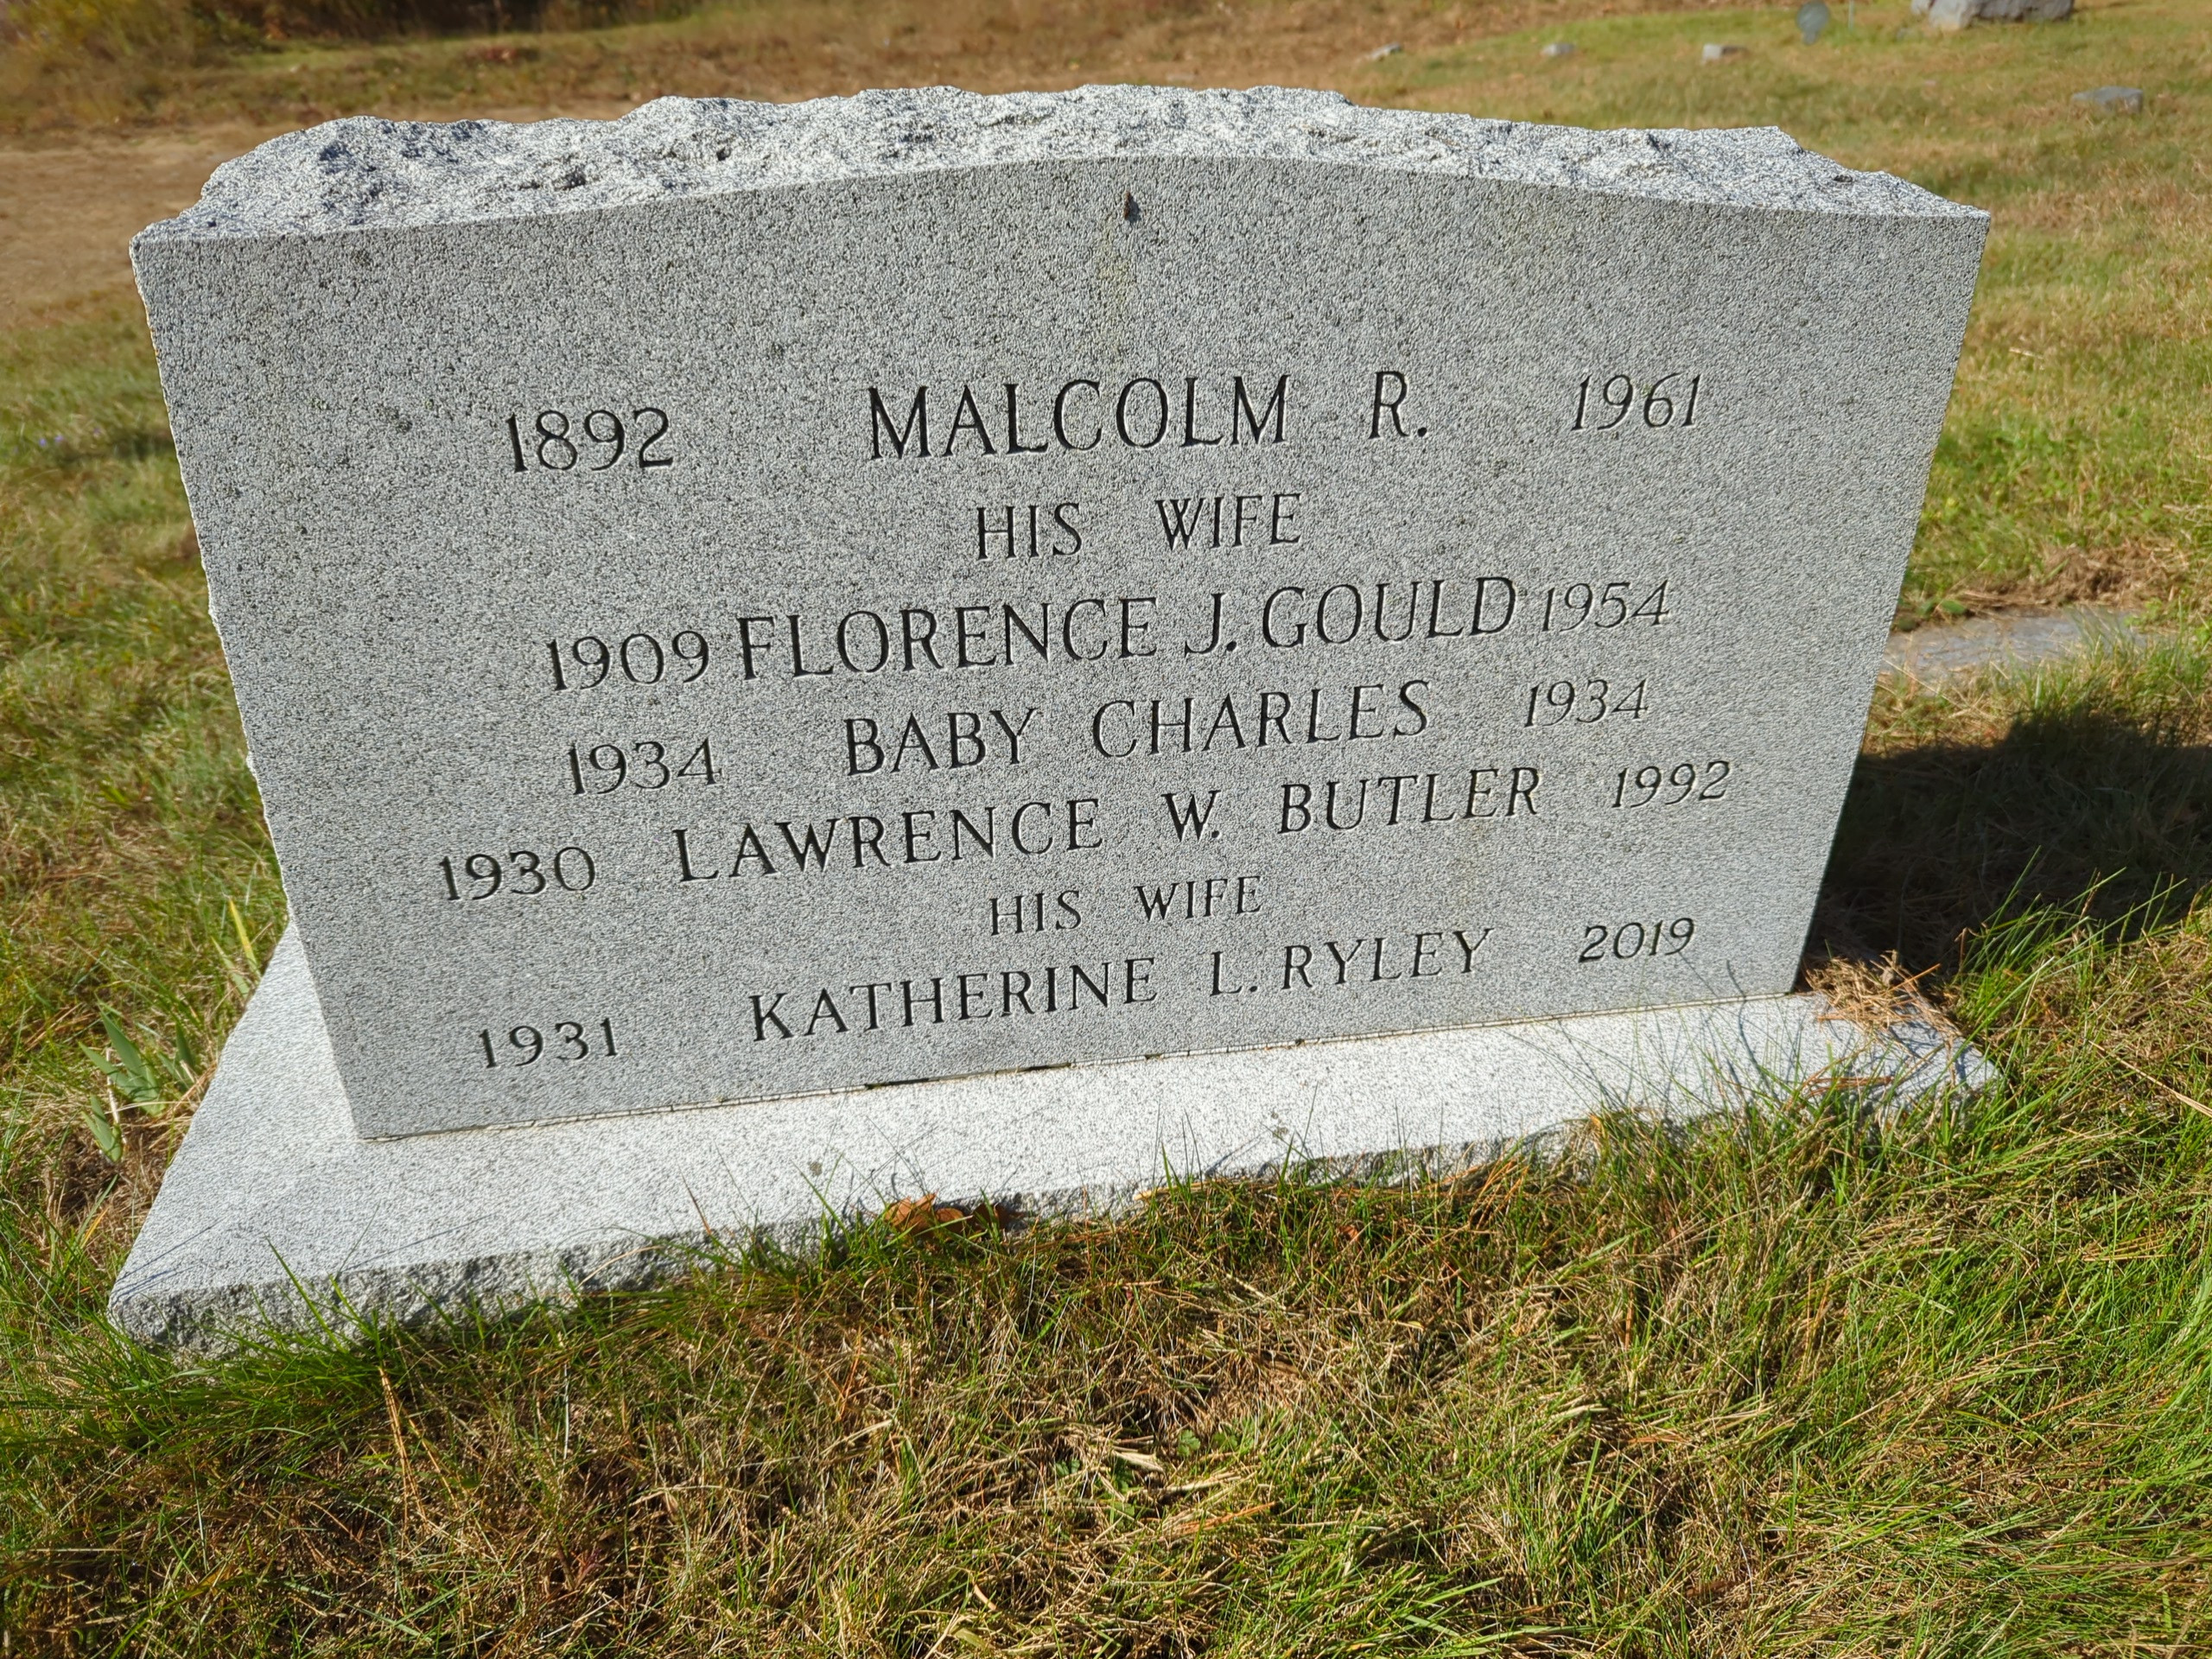 1892 MALCOLM R. 1961
HIS WIFE
1909 FLORENCE J. GOULD 1954
1934 BABY CHARLES 1934
1930 LAWRENCE W. BUTLER 1992
HIS WIFE
1931 KATHERINE L. RYLEY 2019